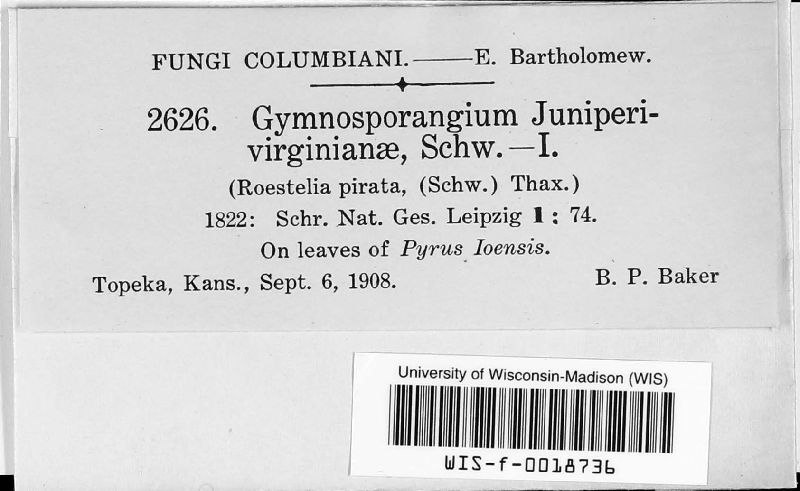 FUNGI COLUMBIANI.——E. Bartholomew.
2626. Gymnosporangium Juniperi-
virginianæ, Schw.—I.
(Roestelia pirata, (Schw.) Thax.)
1822: Schr. Nat. Ges. Leipzig 1 : 74.
On leaves of Pyrus Ioensis.
Topeka, Kans., Sept. 6, 1908. B. P. Baker
University of Wisconsin-Madison (WIS)
WIS-f-0018736